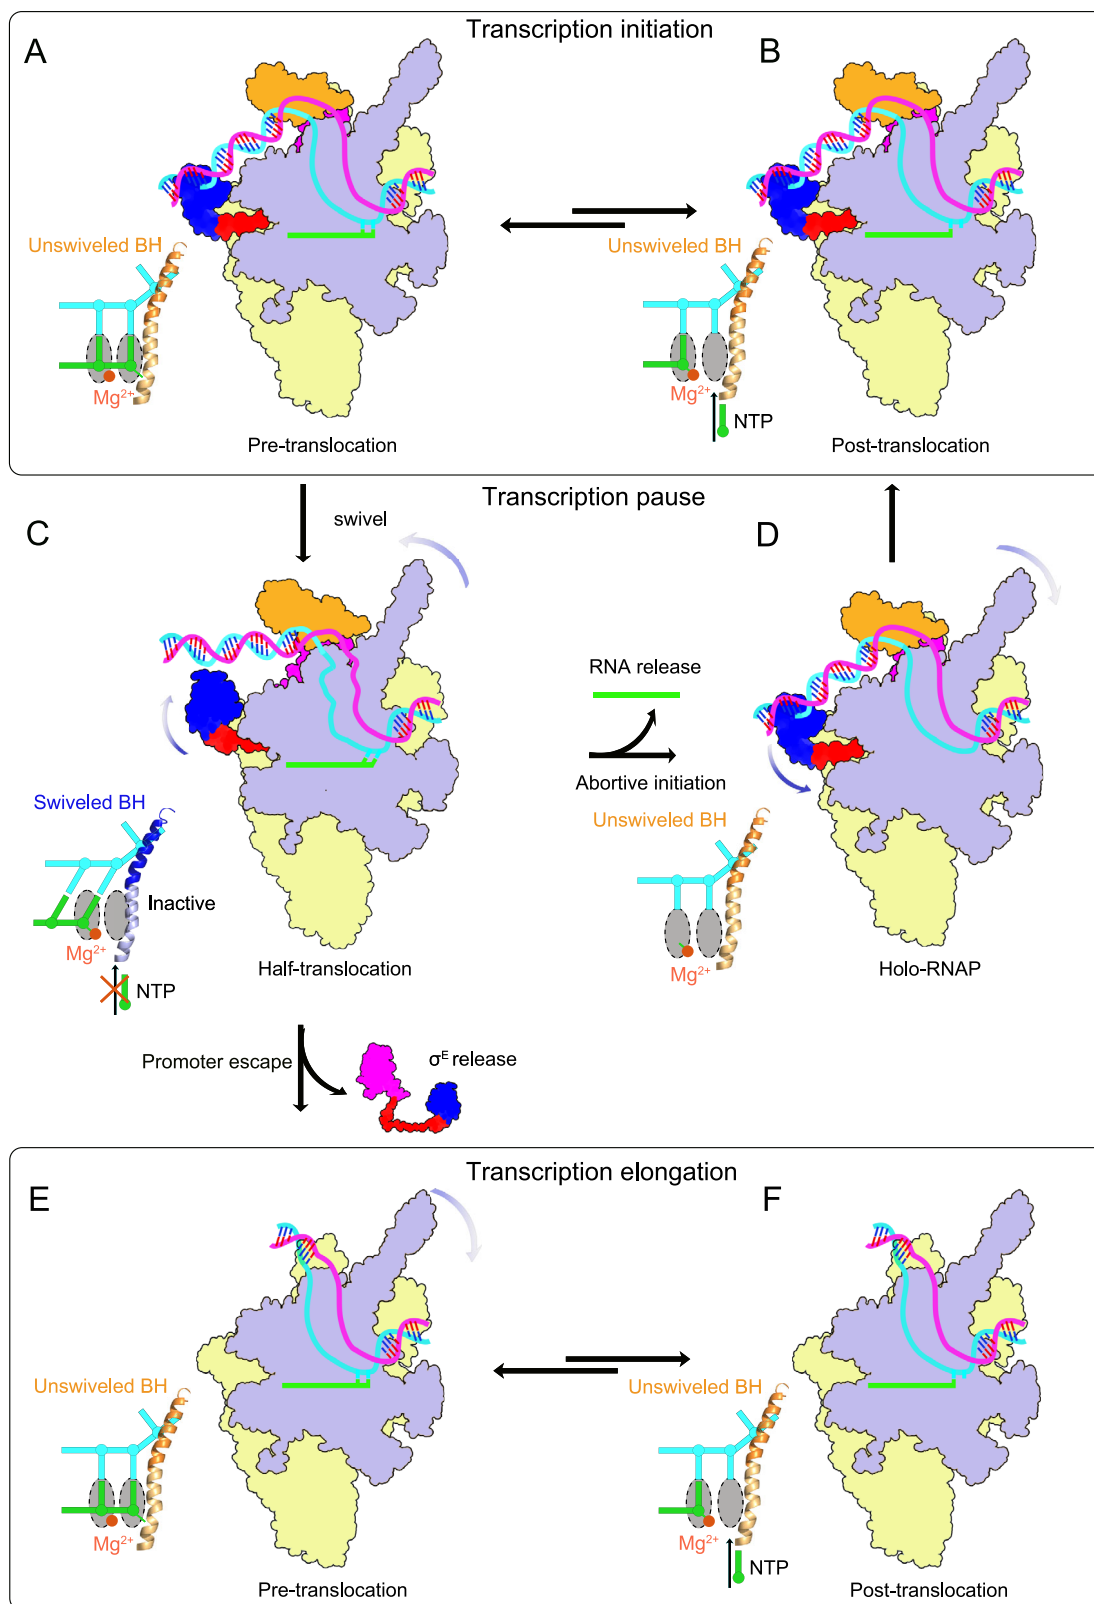 Transcription initiation
A
B
Unswiveled BH
Mg²⁺
Pre-translocation
Unswiveled BH
Mg²⁺
NTP
Post-translocation
Transcription pause
swivel
C
D
RNA release
Abortive initiation
Swiveled BH
Inactive
Mg²⁺
NTP
Half-translocation
Unswiveled BH
Mg²⁺
Holo-RNAP
Promoter escape
σᴱ release
Transcription elongation
E
F
Unswiveled BH
Mg²⁺
Pre-translocation
Unswiveled BH
Mg²⁺
NTP
Post-translocation